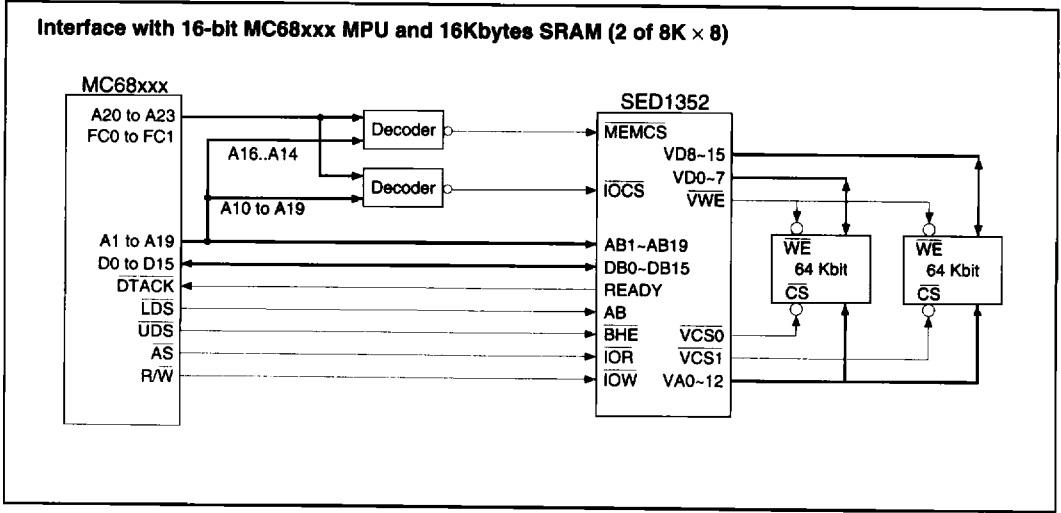 Interface with 16-bit MC68xxx MPU and 16Kbytes SRAM (2 of 8K × 8)
MC68xxx
A20 to A23
FC0 to FC1
A16..A14
A10 to A19
A1 to A19
D0 to D15
DTACK
LDS
UDS
AS
R/W
Decoder
Decoder
SED1352
MEMCS
IOCS
AB1~AB19
DB0~DB15
READY
AB
BHE
IOR
IOW
VD8~15
VD0~7
VWE
VCS0
VCS1
VA0~12
WE
64 Kbit
CS
WE
64 Kbit
CS